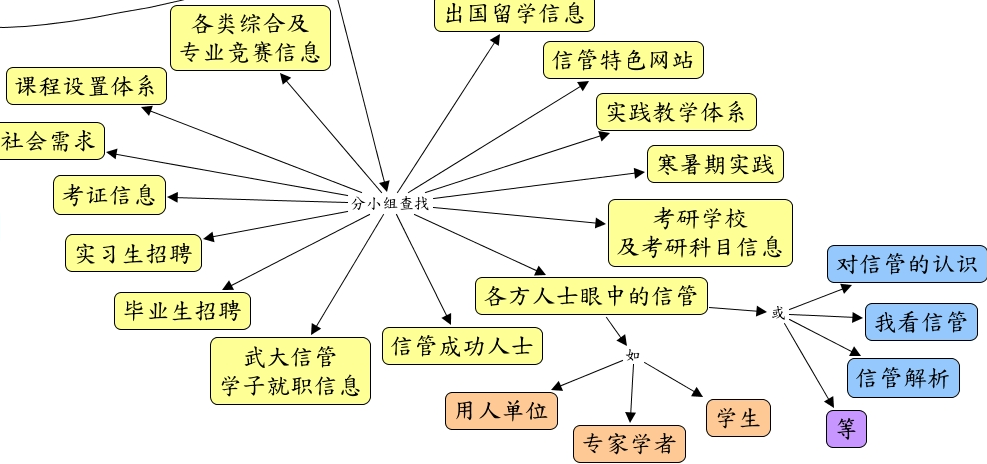 出国留学信息
各类综合及
专业竞赛信息
信管特色网站
课程设置体系
实践教学体系
社会需求
寒暑期实践
考证信息
分小组查找
考研学校
及考研科目信息
实习生招聘
对信管的认识
各方人士眼中的信管
毕业生招聘
或
我看信管
信管成功人士
武大信管
学子就职信息
如
信管解析
用人单位
学生
等
专家学者